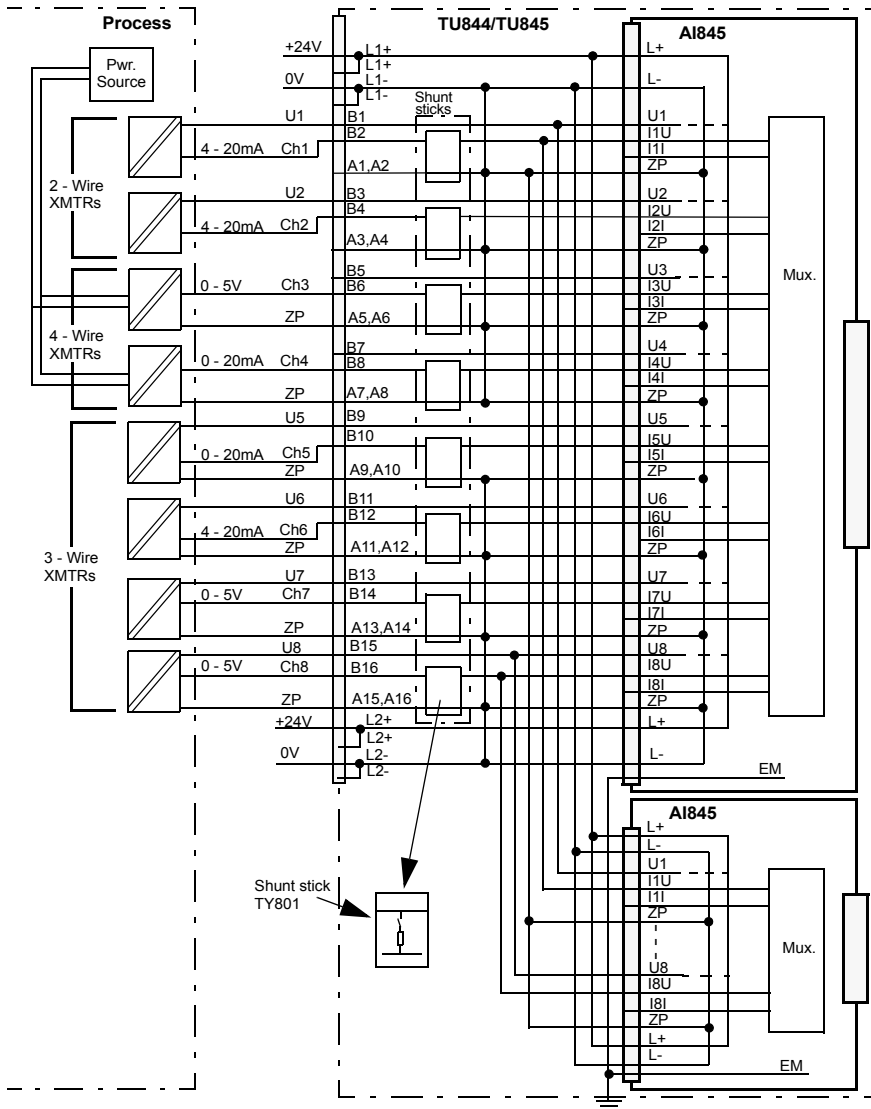 Process
TU844/TU845
AI845
+24V
L1+
L1+
L+
Pwr.
Source
0V
L1-
L1-
L-
Shunt
sticks
U1
B1
U1
B2
I1U
4 - 20mA
Ch1
I1I
A1,A2
ZP
2 - Wire
XMTRs
U2
B3
U2
B4
I2U
4 - 20mA
Ch2
I2I
A3,A4
ZP
B5
U3
Mux.
0 - 5V
Ch3
B6
I3U
I3I
ZP
A5,A6
ZP
4 - Wire
XMTRs
B7
U4
0 - 20mA
Ch4
B8
I4U
I4I
ZP
A7,A8
ZP
U5
B9
U5
B10
I5U
0 - 20mA
Ch5
I5I
ZP
A9,A10
ZP
U6
B11
U6
B12
I6U
4 - 20mA
Ch6
I6I
ZP
A11,A12
ZP
3 - Wire
XMTRs
U7
B13
U7
0 - 5V
Ch7
B14
I7U
I7I
ZP
A13,A14
ZP
U8
B15
U8
0 - 5V
Ch8
B16
I8U
I8I
ZP
A15,A16
ZP
+24V
L2+
L2+
L+
0V
L2-
L2-
L-
EM
AI845
L+
L-
U1
I1U
I1I
ZP
Shunt stick
TY801
Mux.
U8
I8U
I8I
ZP
L+
L-
EM